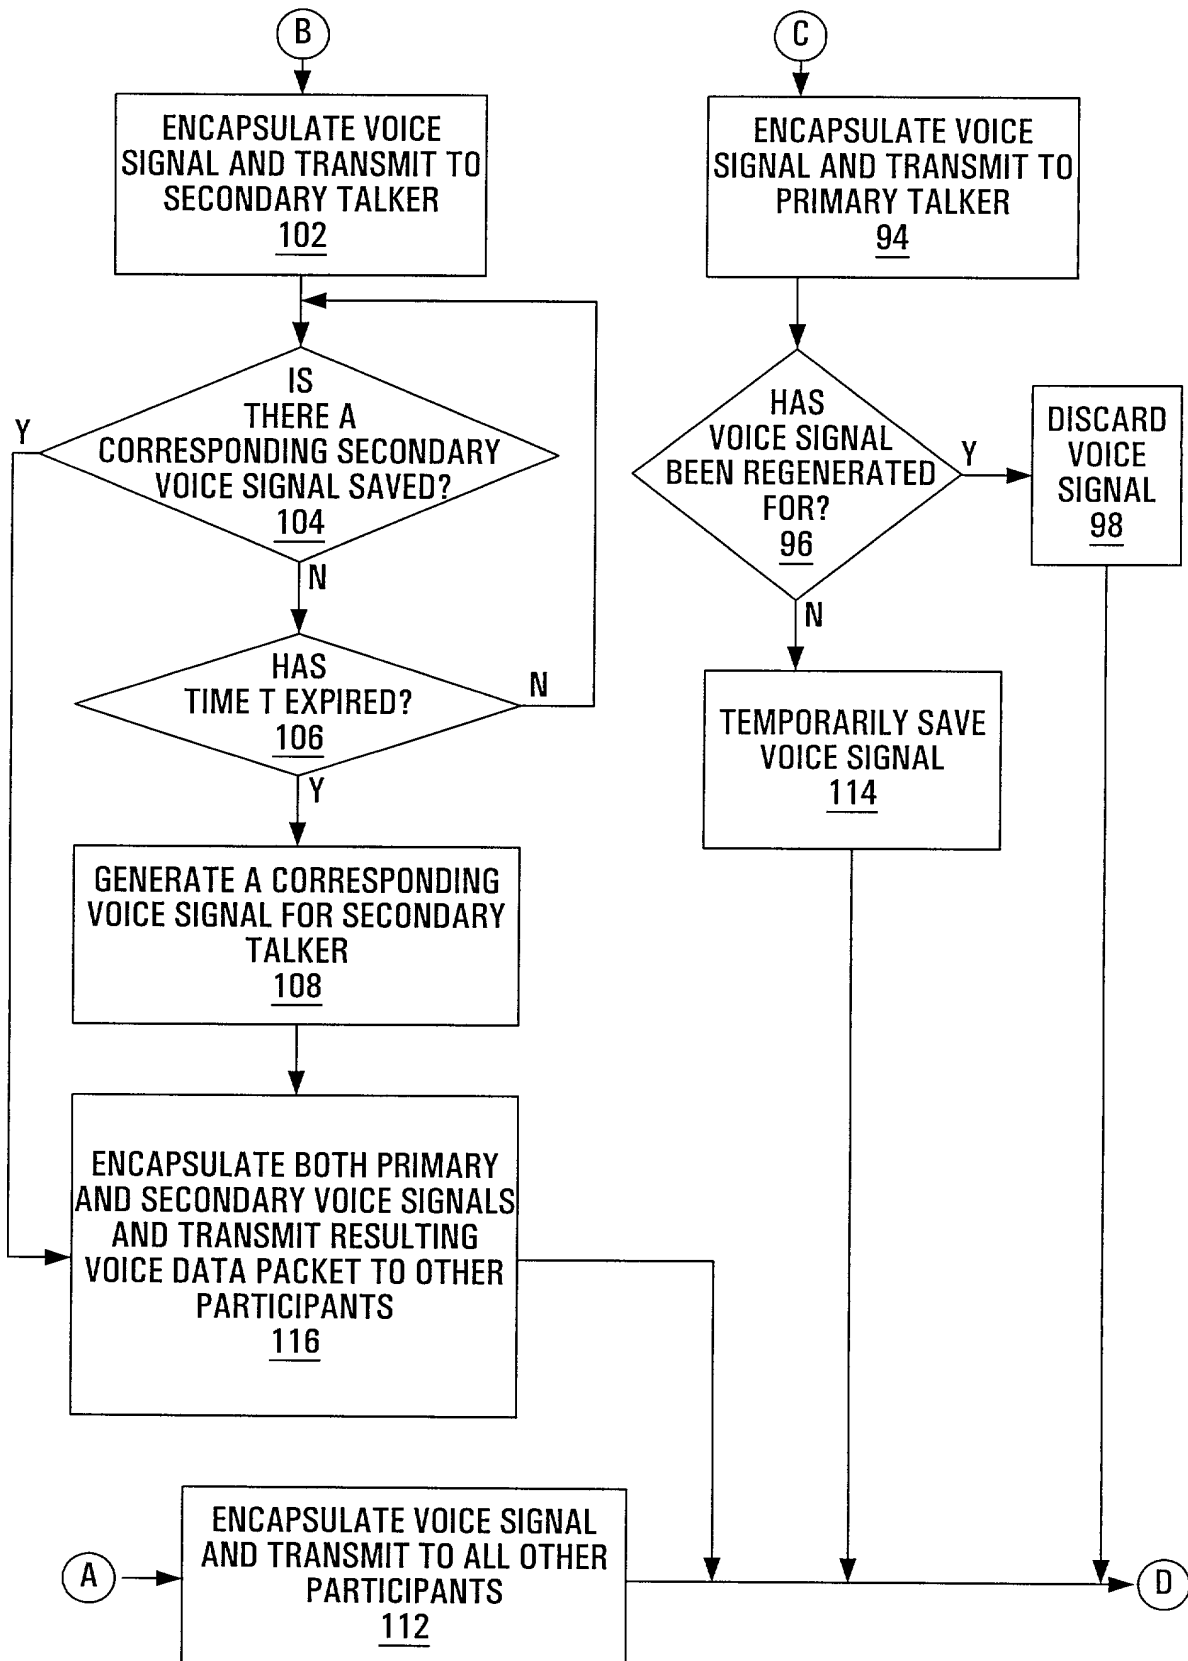 B
ENCAPSULATE VOICE
SIGNAL AND TRANSMIT TO
SECONDARY TALKER
102
IS
THERE A
CORRESPONDING SECONDARY
VOICE SIGNAL SAVED?
104
Y
N
HAS
TIME T EXPIRED?
106
N
Y
GENERATE A CORRESPONDING
VOICE SIGNAL FOR SECONDARY
TALKER
108
ENCAPSULATE BOTH PRIMARY
AND SECONDARY VOICE SIGNALS
AND TRANSMIT RESULTING
VOICE DATA PACKET TO OTHER
PARTICIPANTS
116
C
ENCAPSULATE VOICE
SIGNAL AND TRANSMIT TO
PRIMARY TALKER
94
HAS
VOICE SIGNAL
BEEN REGENERATED
FOR?
96
Y
DISCARD
VOICE
SIGNAL
98
N
TEMPORARILY SAVE
VOICE SIGNAL
114
A
ENCAPSULATE VOICE SIGNAL
AND TRANSMIT TO ALL OTHER
PARTICIPANTS
112
D